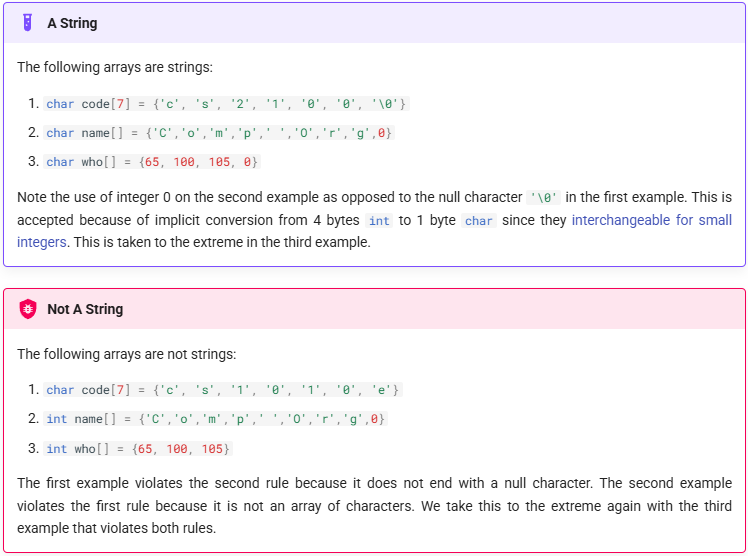 A String
The following arrays are strings:
1. char code[7] = {'c', 's', '2', '1', '0', '0', '\0'}
2. char name[] = {'C','o','m','p',' ','O','r','g',0}
3. char who[] = {65, 100, 105, 0}
Note the use of integer 0 on the second example as opposed to the null character '\0' in the first example. This is
accepted because of implicit conversion from 4 bytes int to 1 byte char since they interchangeable for small
integers. This is taken to the extreme in the third example.
Not A String
The following arrays are not strings:
1. char code[7] = {'c', 's', '1', '0', '1', '0', 'e'}
2. int name[] = {'C','o','m','p',' ','O','r','g',0}
3. int who[] = {65, 100, 105}
The first example violates the second rule because it does not end with a null character. The second example
violates the first rule because it is not an array of characters. We take this to the extreme again with the third
example that violates both rules.